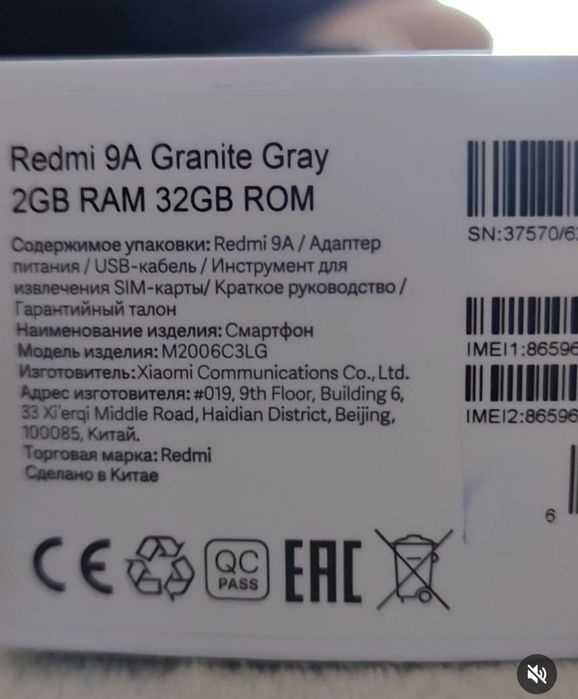 Redmi 9A Granite Gray
2GB RAM 32GB ROM
Содержимое упаковки: Redmi 9A / Адаптер
питания / USB-кабель / Инструмент для
извлечения SIM-карты/ Краткое руководство /
Гарантийный талон
Наименование изделия: Смартфон
Модель изделия: M2006C3LG
Изготовитель:Xiaomi Communications Co., Ltd.
Адрес изготовителя: #019, 9th Floor, Building 6,
33 Xi'erqi Middle Road, Haidian District, Beijing,
100085, Китай.
Торговая марка: Redmi
Сделано в Китае
SN:37570/6
IMEI1:86596
IMEI2:86596
6
CE
QC
PASS
EAC